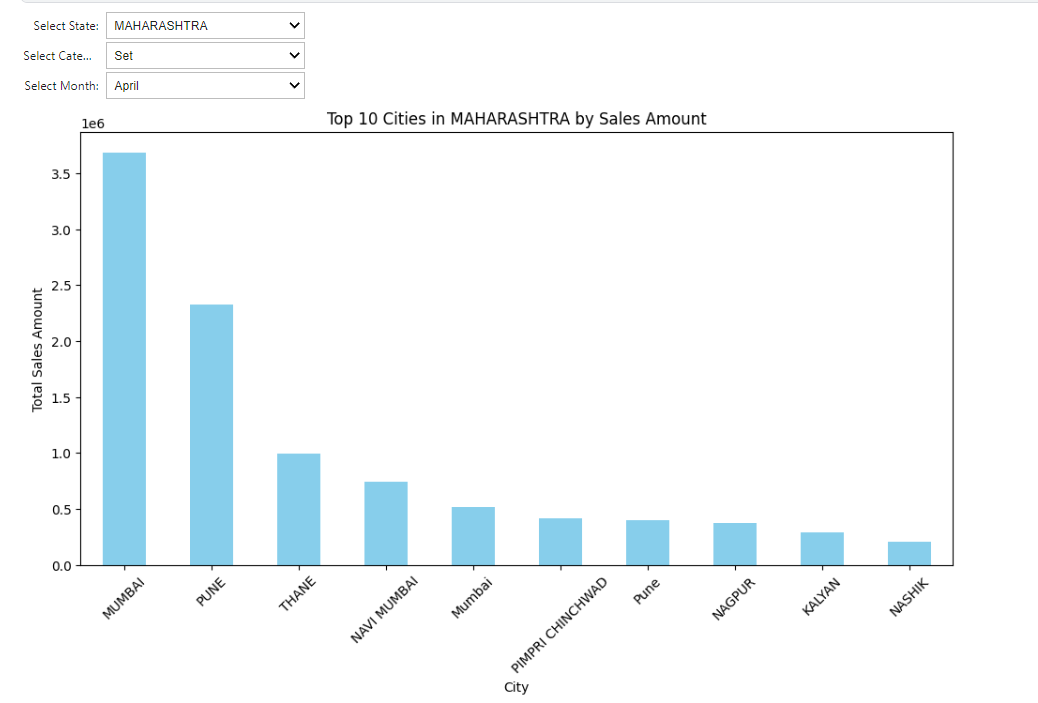 Select State: MAHARASHTRA
Select Cate... Set
Select Month: April
Top 10 Cities in MAHARASHTRA by Sales Amount
1e6
3.5
3.0
2.5
2.0
1.5
1.0
0.5
0.0
Total Sales Amount
MUMBAI
PUNE
THANE
NAVI MUMBAI
Mumbai
PIMPRI CHINCHWAD
Pune
NAGPUR
KALYAN
NASHIK
City